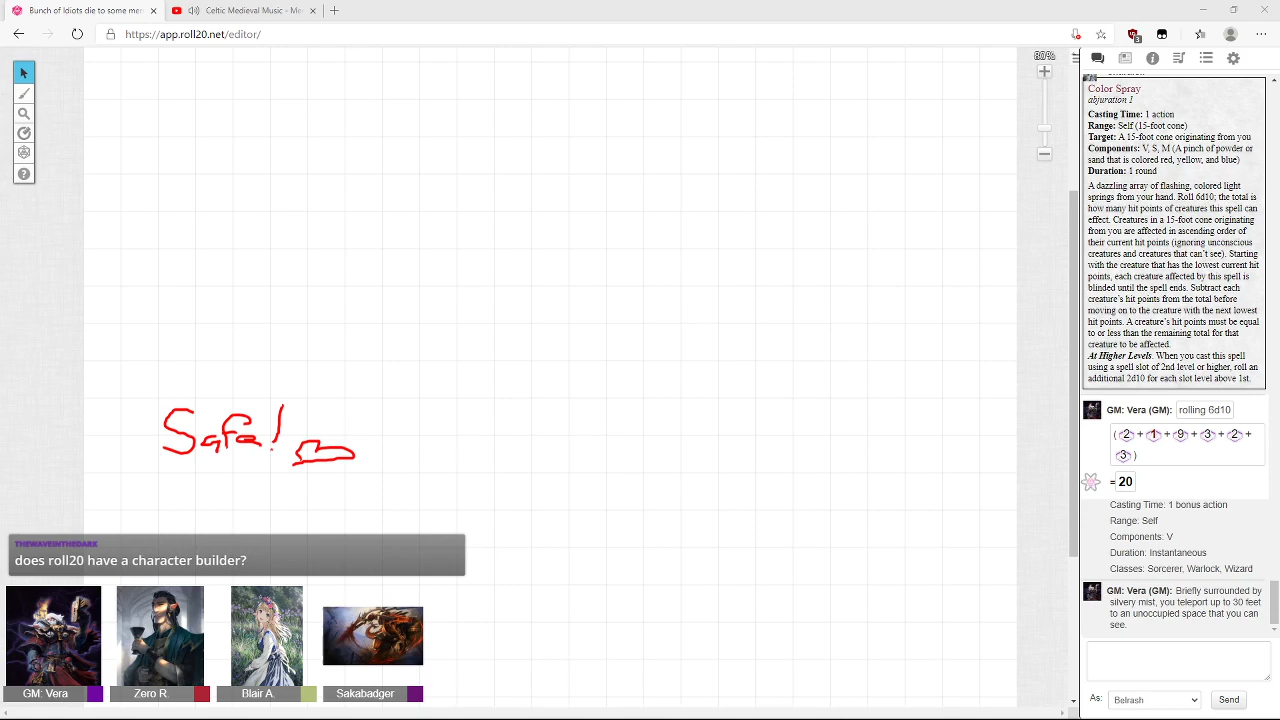 Bunch of Idiots die to some mer
Celtic Medieval Music - Me
https://app.roll20.net/editor/
3
80%
Color Spray
abjuration 1
Casting Time: 1 action
Range: Self (15-foot cone)
Target: A 15-foot cone originating from you
Components: V, S, M (A pinch of powder or
sand that is colored red, yellow, and blue)
Duration: 1 round
A dazzling array of flashing, colored light
springs from your hand. Roll 6d10; the total is
how many hit points of creatures this spell can
effect. Creatures in a 15-foot cone originating
from you are affected in ascending order of
their current hit points (ignoring unconscious
creatures and creatures that can't see). Starting
with the creature that has the lowest current hit
points, each creature affected by this spell is
blinded until the spell ends. Subtract each
creature's hit points from the total before
moving on to the creature with the next lowest
hit points. A creature's hit points must be equal
to or less than the remaining total for that
creature to be affected.
At Higher Levels. When you cast this spell
using a spell slot of 2nd level or higher, roll an
additional 2d10 for each slot level above 1st.
GM: Vera (GM): rolling 6d10
(2+1+9+3+2+
3)
=20
Casting Time: 1 bonus action
Range: Self
Components: V
Duration: Instantaneous
Classes: Sorcerer, Warlock, Wizard
GM: Vera (GM): Briefly surrounded by
silvery mist, you teleport up to 30 feet
to an unoccupied space that you can
see.
As: Belrash Send
Safe!
THEWAVEINTHEDARK
does roll20 have a character builder?
GM: Vera
Zero R.
Blair A.
Sakabadger